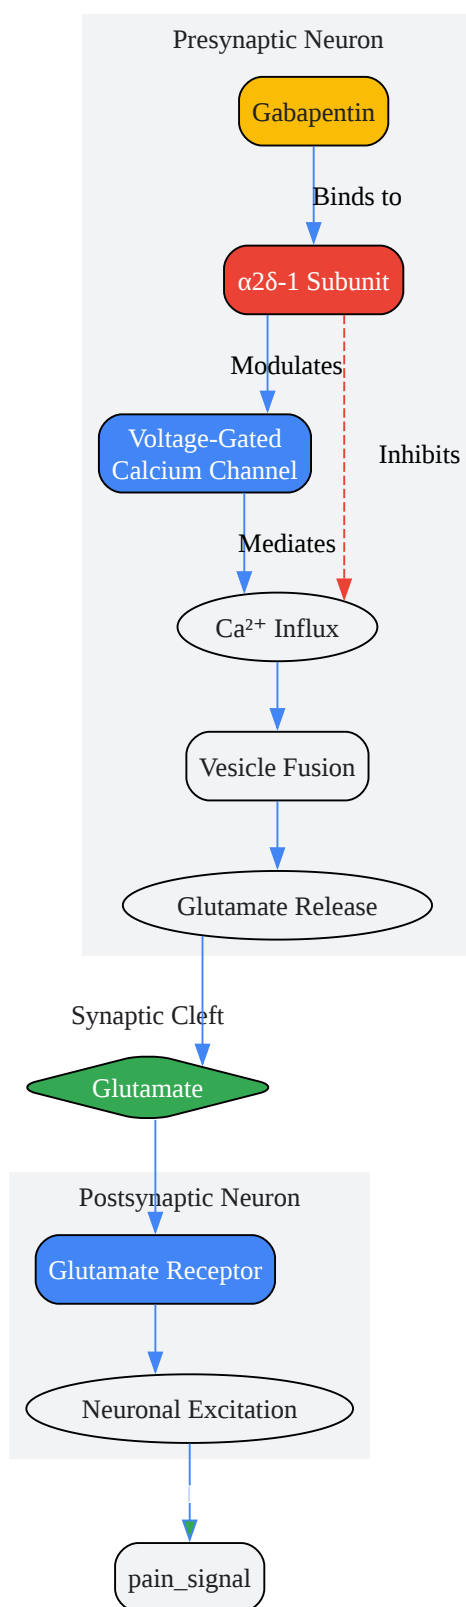 Presynaptic Neuron
Gabapentin
Binds to
α2δ-1 Subunit
Modulates
Voltage-Gated
Calcium Channel
Inhibits
Mediates
Ca²⁺ Influx
Vesicle Fusion
Glutamate Release
Synaptic Cleft
Glutamate
Postsynaptic Neuron
Glutamate Receptor
Neuronal Excitation
pain_signal